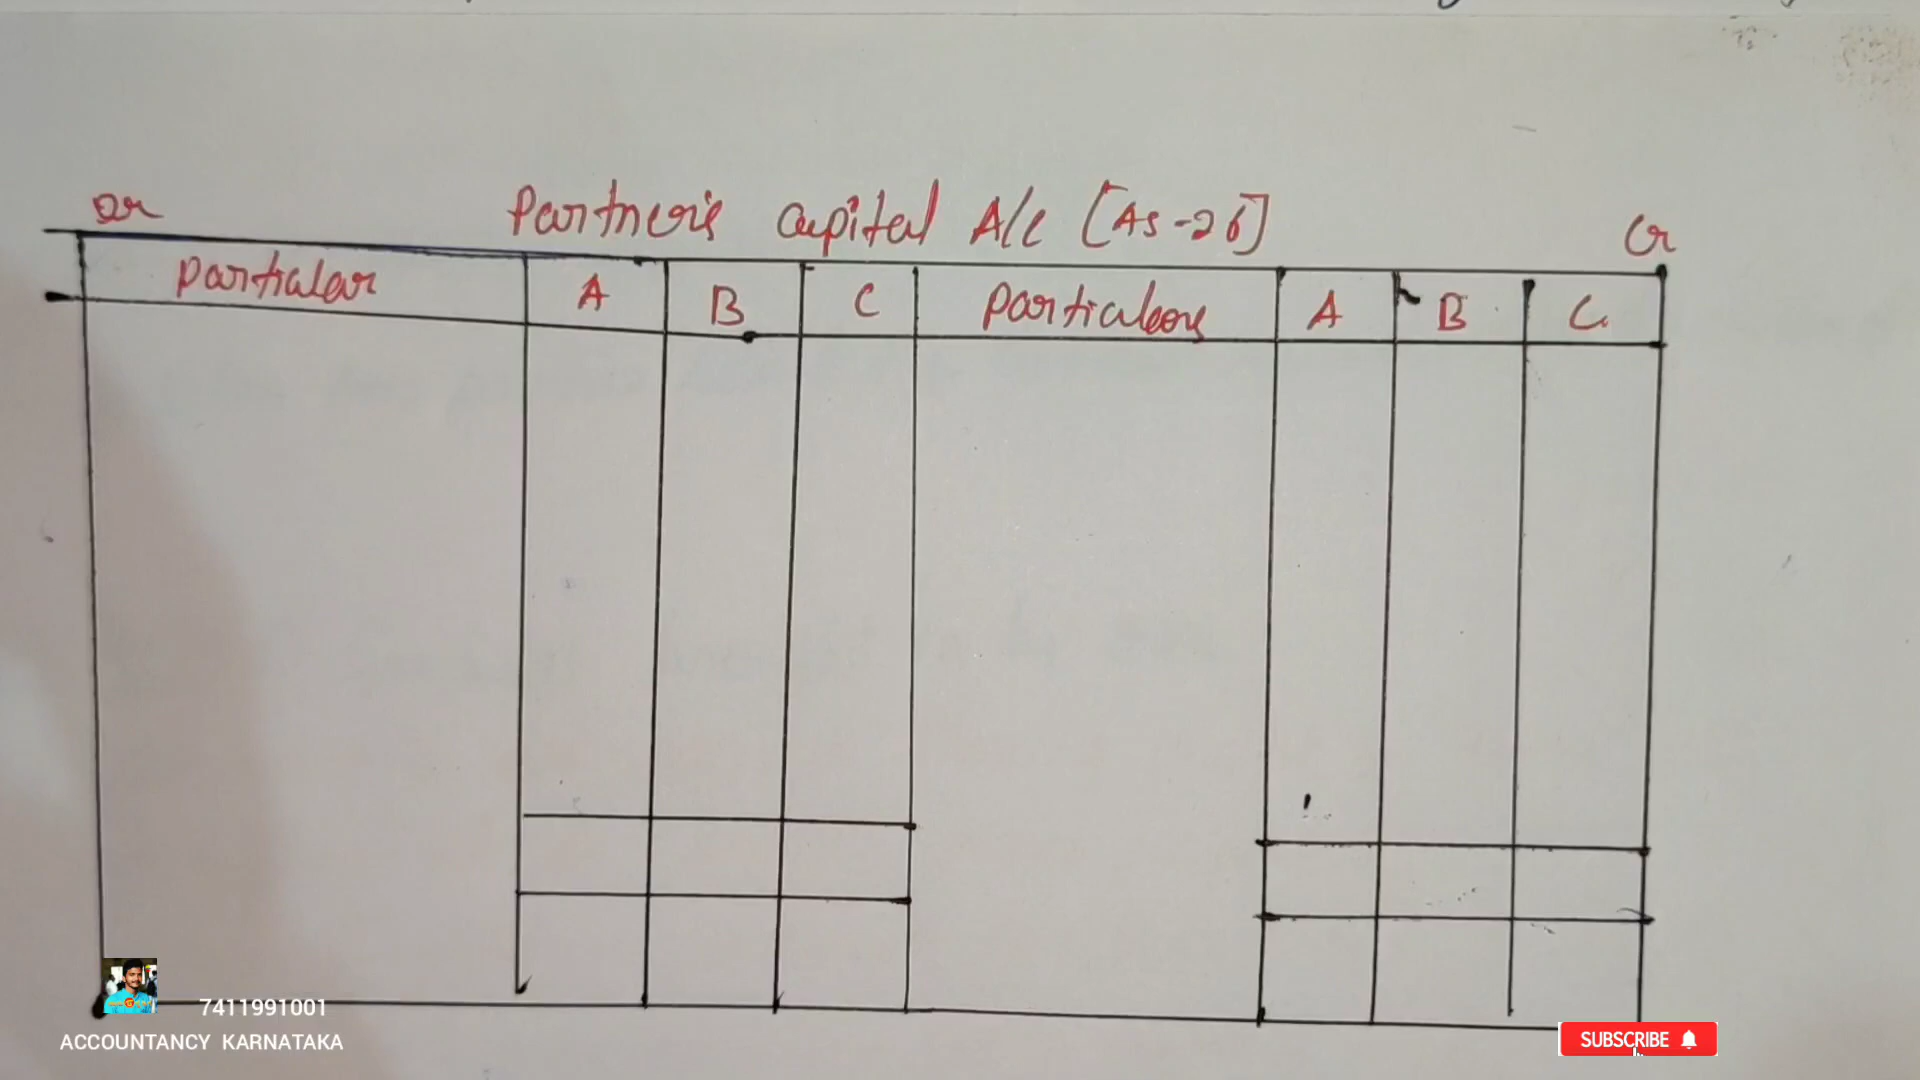 Dr Partner's capital A/c [As-26] Cr
Particular A B C Particulars A B C
7411991001
ACCOUNTANCY KARNATAKA
SUBSCRIBE